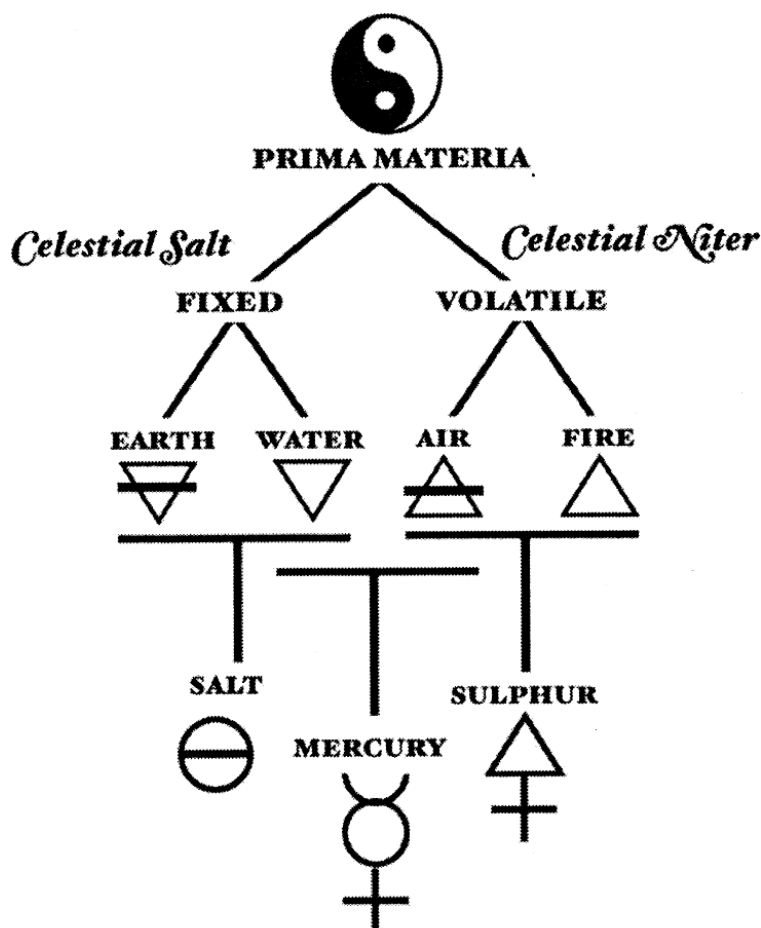 PRIMA MATERIA
Celestial Salt
Celestial Niter
FIXED
VOLATILE
EARTH
WATER
AIR
FIRE
SALT
SULPHUR
MERCURY